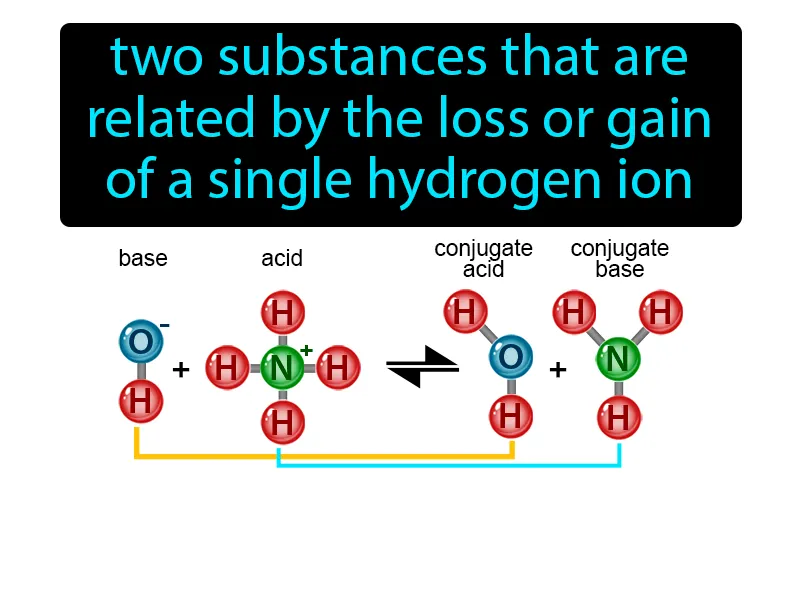 two substances that are
related by the loss or gain
of a single hydrogen ion
base
acid
conjugate
acid
conjugate
base
H
H
H
H
O
-
+
H
N
+
H
O
+
N
H
H
H
H